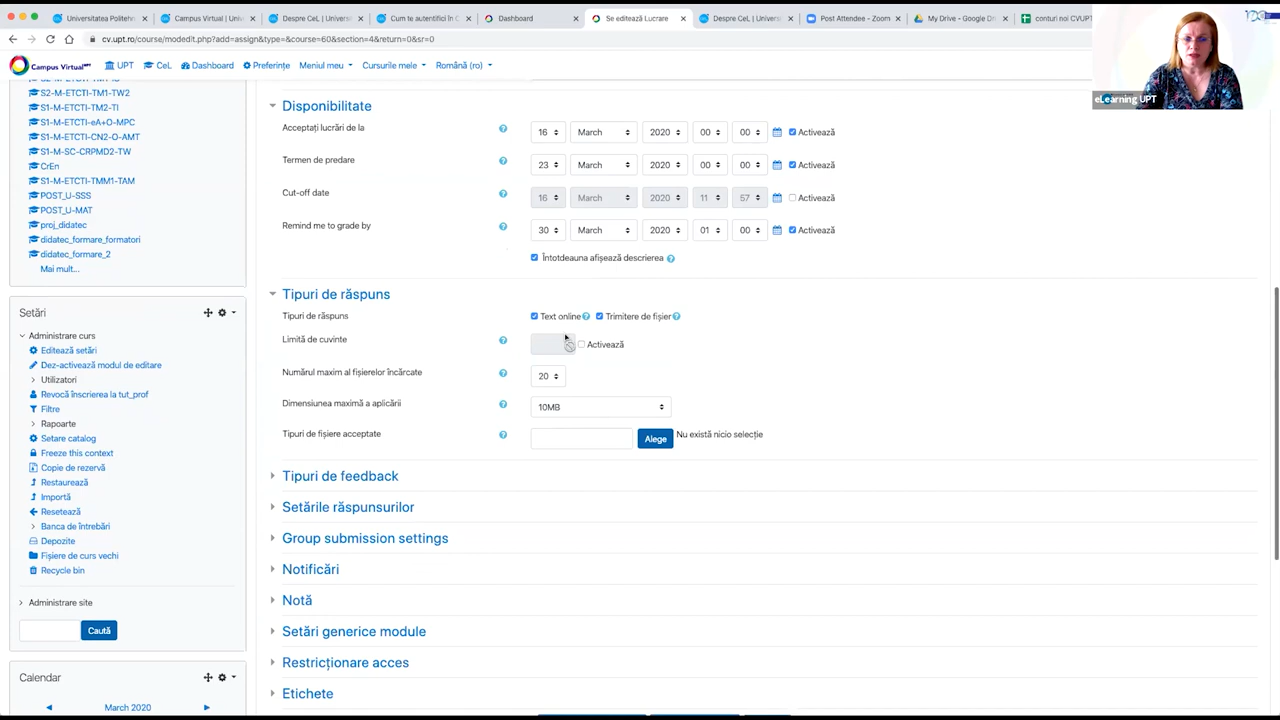 Universitatea Politehn
Campus Virtual | Univ
Despre CeL | Universi
Cum te autentifici în C
Dashboard
Se editează Lucrare
Despre CeL | Univers
Post Attendee - Zoom
My Drive - Google Dr
conturi noi CVUPT
cv.upt.ro/course/modedit.php?add=assign&type=&course=60&section=4&return=0&sr=0
Campus Virtual UPT
UPT
CeL
Dashboard
Preferințe
Meniul meu
Cursurile mele
Română (ro)
eLearning UPT
S2-M-ETCTI-TM1-TW2
S1-M-ETCTI-TM2-TI
S1-M-ETCTI-eA+O-MPC
S1-M-ETCTI-CN2-O-AMT
S1-M-SC-CRPMD2-TW
CrEn
S1-M-ETCTI-TMM1-TAM
POST_U-SSS
POST_U-MAT
proj_didatec
didatec_formare_formatori
didatec_formare_2
Mai mult...
Setări
Administrare curs
Editează setări
Dez-activează modul de editare
Utilizatori
Revocă înscrierea la tut_prof
Filtre
Rapoarte
Setare catalog
Freeze this context
Copie de rezervă
Restaurează
Importă
Resetează
Banca de întrebări
Depozite
Fișiere de curs vechi
Recycle bin
Administrare site
Caută
Calendar
◄ March 2020 ►
Disponibilitate
Acceptați lucrări de la 16 March 2020 00 00 Activează
Termen de predare 23 March 2020 00 00 Activează
Cut-off date 16 March 2020 11 57 Activează
Remind me to grade by 30 March 2020 01 00 Activează
Întotdeauna afișează descrierea
Tipuri de răspuns
Tipuri de răspuns Text online Trimitere de fișier
Limită de cuvinte Activează
Numărul maxim al fișierelor încărcate 20
Dimensiunea maximă a aplicării 10MB
Tipuri de fișiere acceptate Alege Nu există nicio selecție
Tipuri de feedback
Setările răspunsurilor
Group submission settings
Notificări
Notă
Setări generice module
Restricționare acces
Etichete